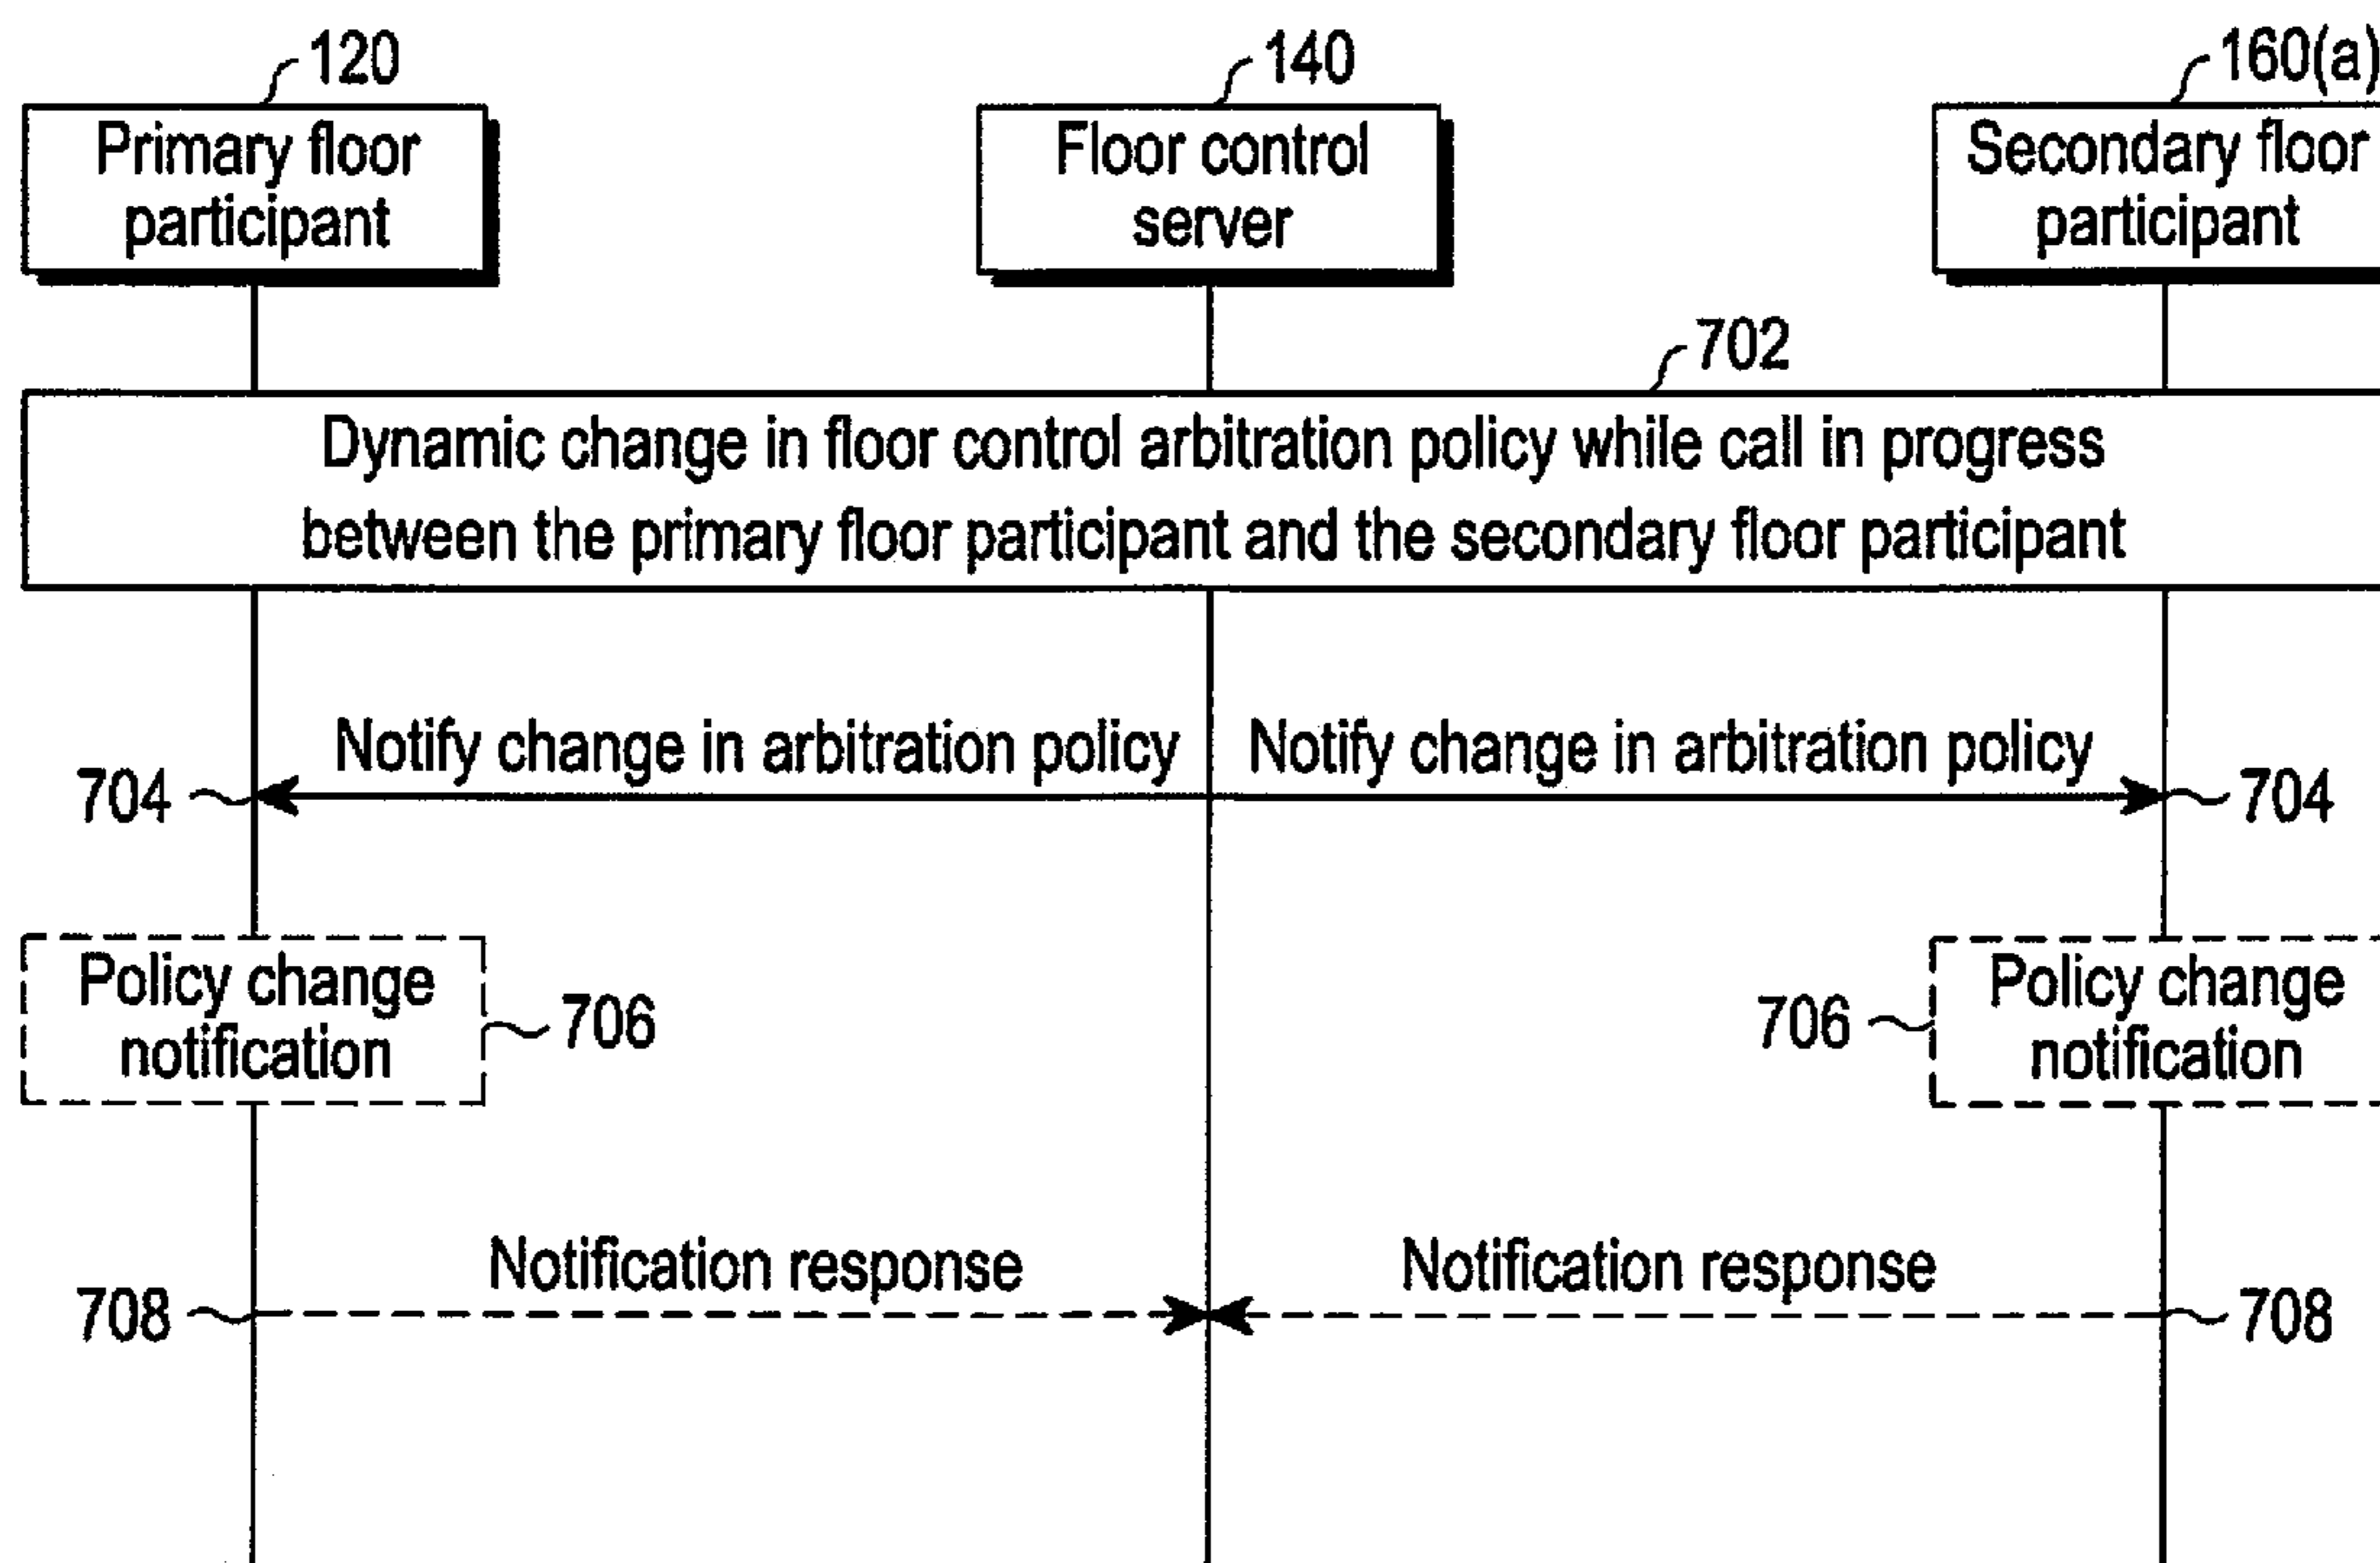 120
140
160(a)
Primary floor
participant
Floor control
server
Secondary floor
participant
702
Dynamic change in floor control arbitration policy while call in progress
between the primary floor participant and the secondary floor participant
Notify change in arbitration policy
Notify change in arbitration policy
704
704
Policy change
notification
706
706
Policy change
notification
Notification response
Notification response
708
708